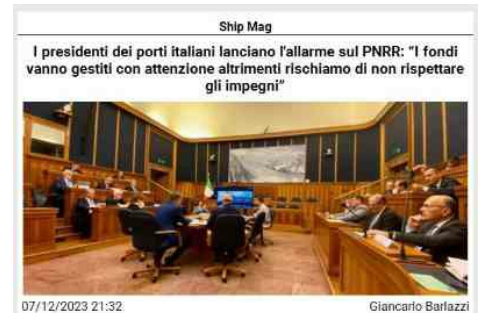 Ship Mag
I presidenti dei porti italiani lanciano l'allarme sul PNRR: "I fondi
vanno gestiti con attenzione altrimenti rischiamo di non rispettare
gli impegni"
07/12/2023 21:32
Giancarlo Barlazzi